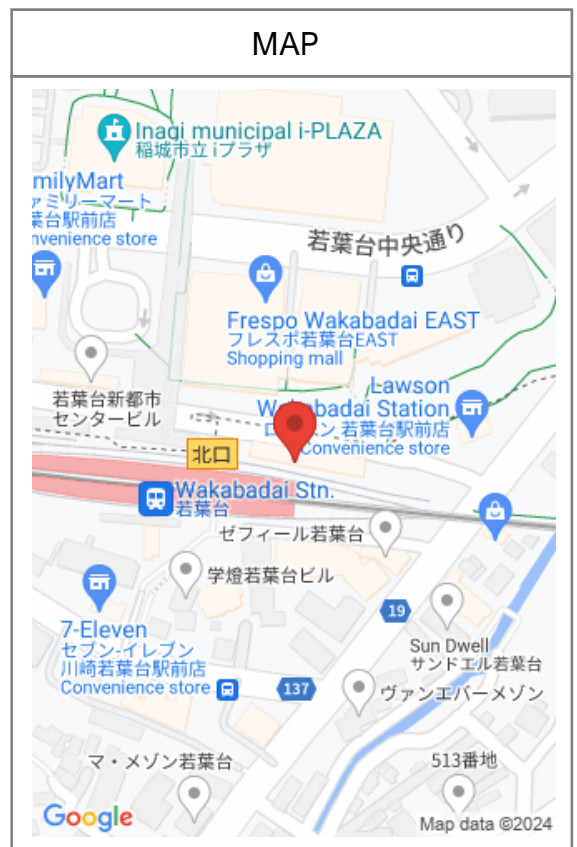 MAP
Inagi municipal i-PLAZA
稲城市立 iプラザ
milyMart
ァミリーマート
葉台駅前店
nvenience store
若葉台中央通り
Frespo Wakabadai EAST
フレスポ若葉台EAST
Shopping mall
若葉台新都市
センタービル
Lawson
Wakabadai Station
ン 若葉台駅前店
Convenience store
北口
Wakabadai Stn.
若葉台
ゼフィール若葉台
学燈若葉台ビル
7-Eleven
セブン-イレブン
川崎若葉台駅前店
Convenience store
19
137
Sun Dwell
サンドエル若葉台
ヴァンエバーメゾン
マ・メゾン若葉台
513番地
Google
Map data ©2024